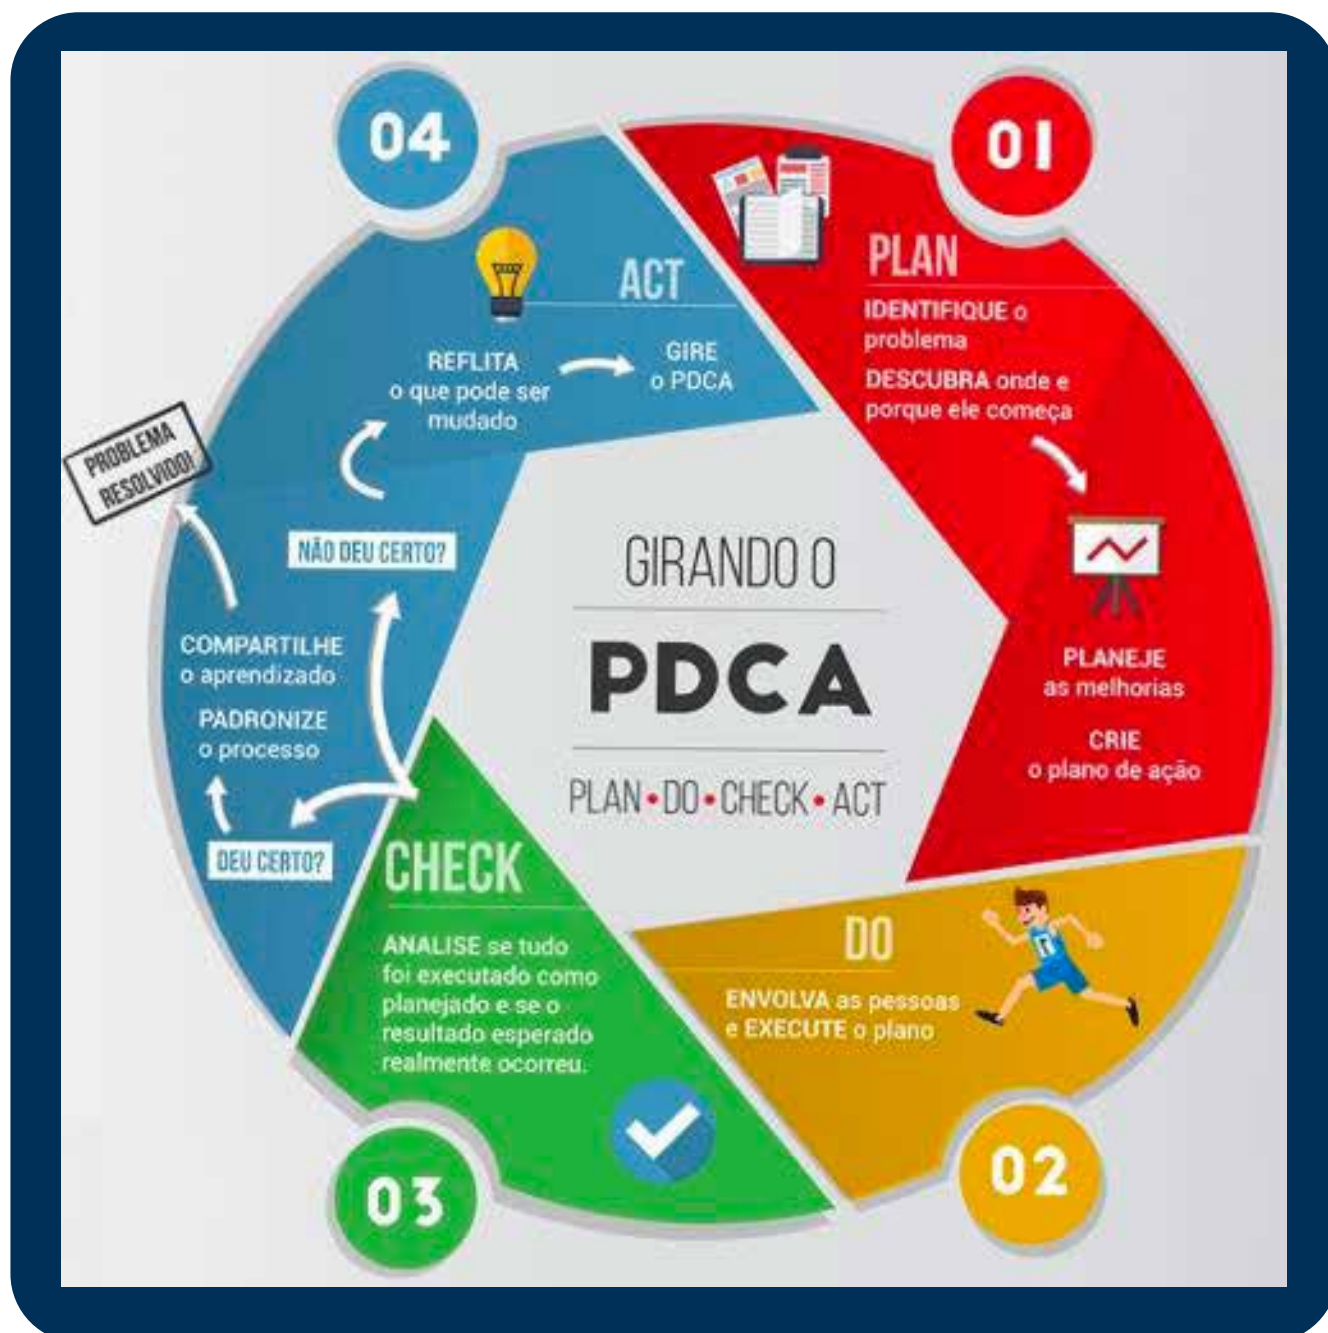 04
01
PLAN
IDENTIFIQUE o
problema
DESCUBRA onde e
porque ele começa
PLANEJE
as melhorias
CRIE
o plano de ação
DO
ENVOLVA as pessoas
e EXECUTE o plano
02
CHECK
ANALISE se tudo
foi executado como
planejado e se o
resultado esperado
realmente ocorreu.
03
ACT
REFLITA
o que pode ser
mudado
GIRE
o PDCA
NÃO DEU CERTO?
DEU CERTO?
PADRONIZE
o processo
COMPARTILHE
o aprendizado
PROBLEMA
RESOLVIDO!
GIRANDO O
PDCA
PLAN•DO•CHECK•ACT